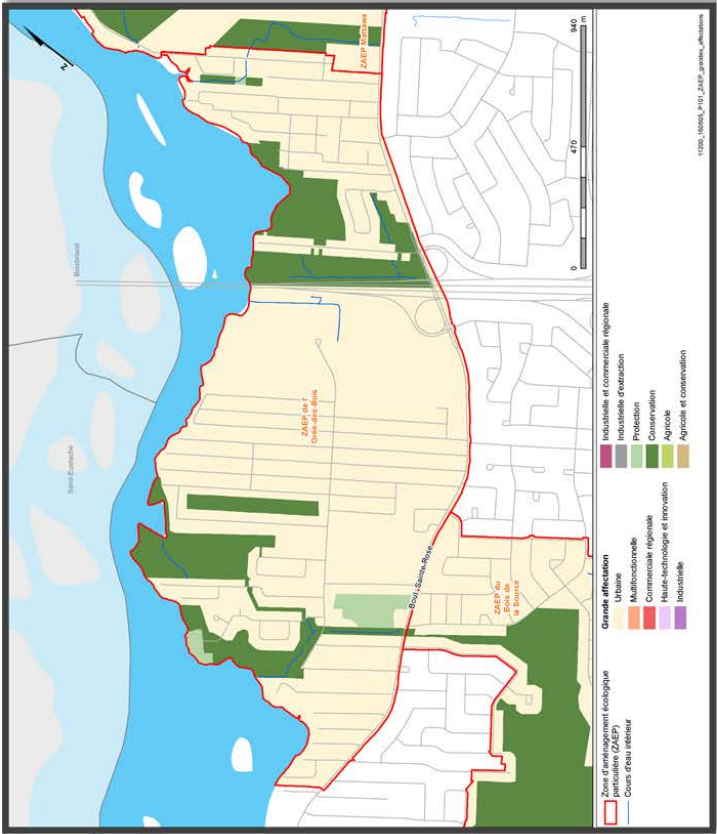 N
Boisbriand
Saint-Eustache
ZAEP Mattawa
ZAEP de l'
Orée-des-Bois
Boul. Sainte-Rose
ZAEP du
Bois de
la Source
0 470 940
m
Zone d'aménagement écologique
particulière (ZAEP)
Cours d'eau intérieur
Grande affectation
Urbaine
Multifonctionnelle
Commerciale régionale
Haute-technologie et innovation
Industrielle
Industrielle et commerciale régionale
Industrielle d'extraction
Protection
Conservation
Agricole
Agricole et conservation
11200_160605_P101_ZAEP_grandes_affectations